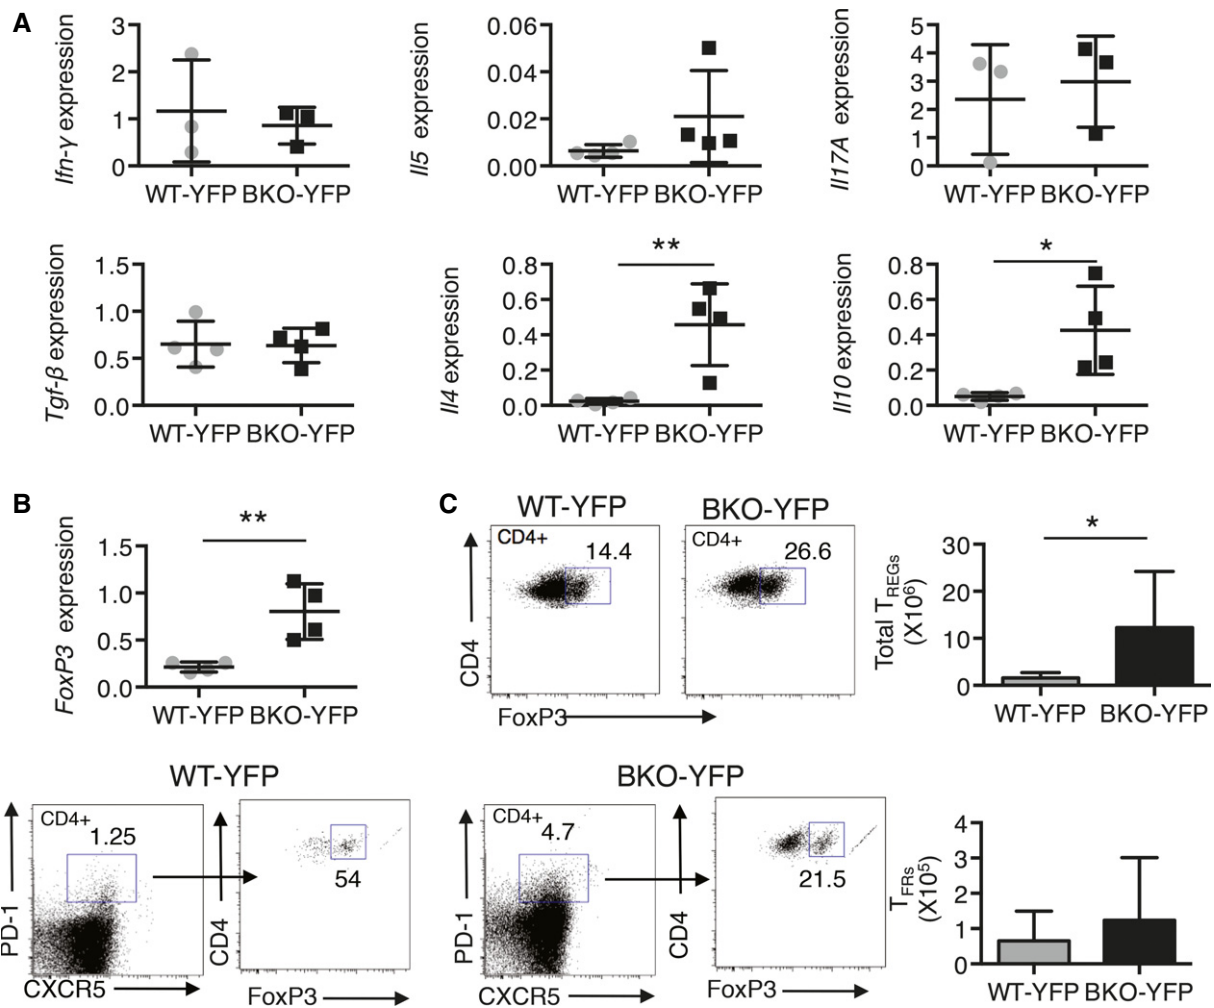 A
Ifn-γ expression
3
2
1
0
WT-YFP BKO-YFP
Il5 expression
0.06
0.04
0.02
0.00
WT-YFP BKO-YFP
Il17A expression
5
4
3
2
1
0
WT-YFP BKO-YFP
Tgf-β expression
1.5
1.0
0.5
0.0
WT-YFP BKO-YFP
Il4 expression
0.8
0.6
0.4
0.2
0.0
**
WT-YFP BKO-YFP
Il10 expression
0.8
0.6
0.4
0.2
0.0
*
WT-YFP BKO-YFP
B
FoxP3 expression
1.5
1.0
0.5
0.0
**
WT-YFP BKO-YFP
C
WT-YFP
CD4+
14.4
BKO-YFP
CD4+
26.6
CD4
FoxP3
Total TREGs
(X10⁶)
30
20
10
0
*
WT-YFP BKO-YFP
WT-YFP
CD4+
1.25
PD-1
CXCR5
54
CD4
FoxP3
BKO-YFP
CD4+
4.7
PD-1
CXCR5
21.5
CD4
FoxP3
TFRs
(X10⁵)
4
3
2
1
0
WT-YFP BKO-YFP